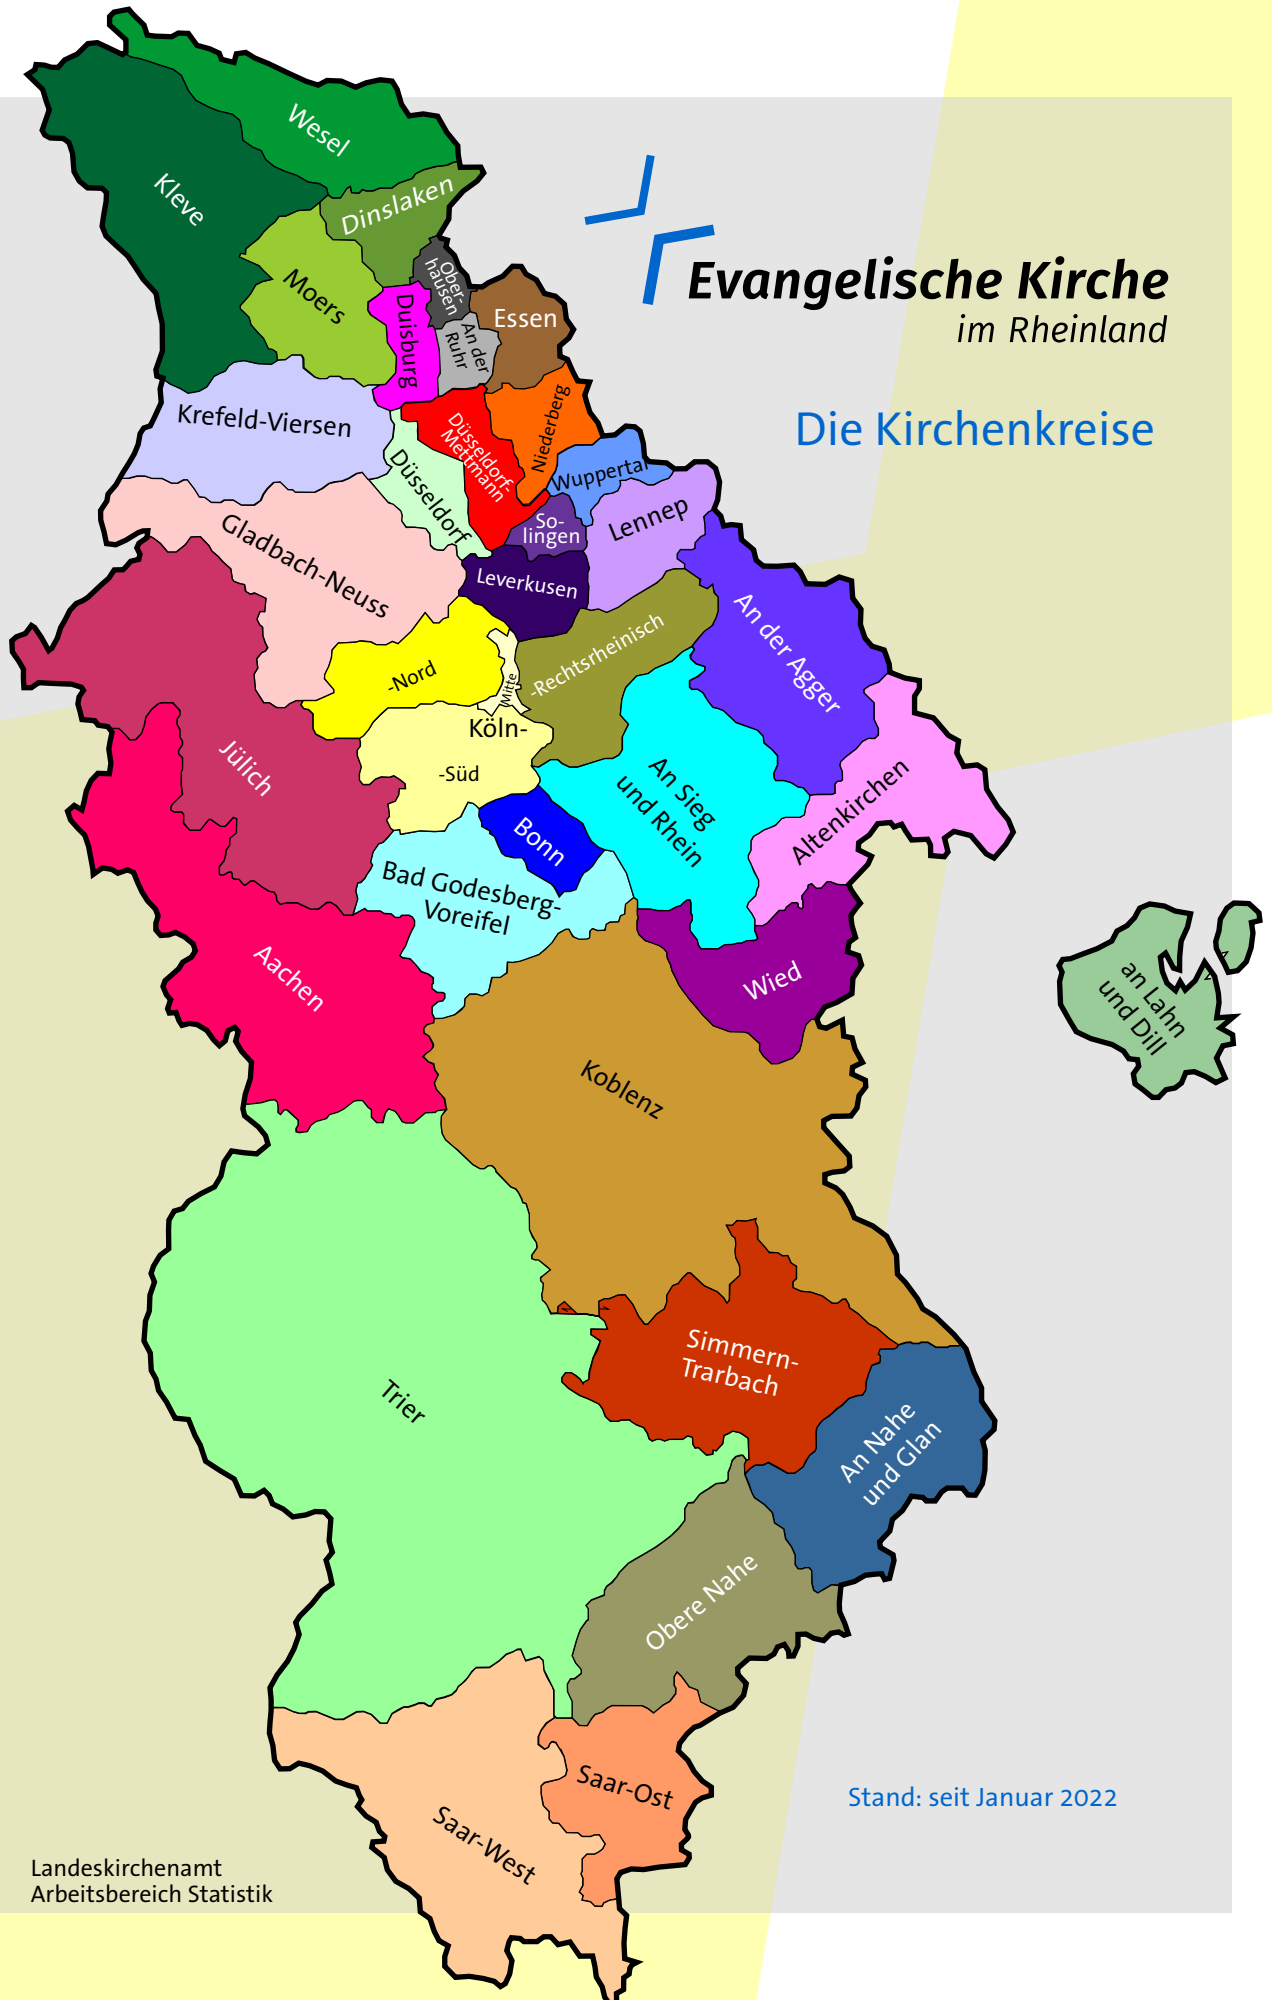 Wesel
Kleve
Dinslaken
Moers
Ober-
hausen
Duisburg
An der
Ruhr
Essen
Evangelische Kirche
im Rheinland
Die Kirchenkreise
Krefeld-Viersen
Düsseldorf-
Mettmann
Niederberg
Düsseldorf
Wuppertal
Lennep
So-
lingen
Gladbach-Neuss
Leverkusen
An der Agger
-Rechtsrheinisch
-Nord
Mitte
Köln-
-Süd
Jülich
An Sieg
und Rhein
Altenkirchen
Bonn
Bad Godesberg-
Voreifel
Aachen
Wied
an Lahn
und Dill
Koblenz
Simmern-
Trarbach
Trier
An Nahe
und Glan
Obere Nahe
Saar-Ost
Saar-West
Stand: seit Januar 2022
Landeskirchenamt
Arbeitsbereich Statistik